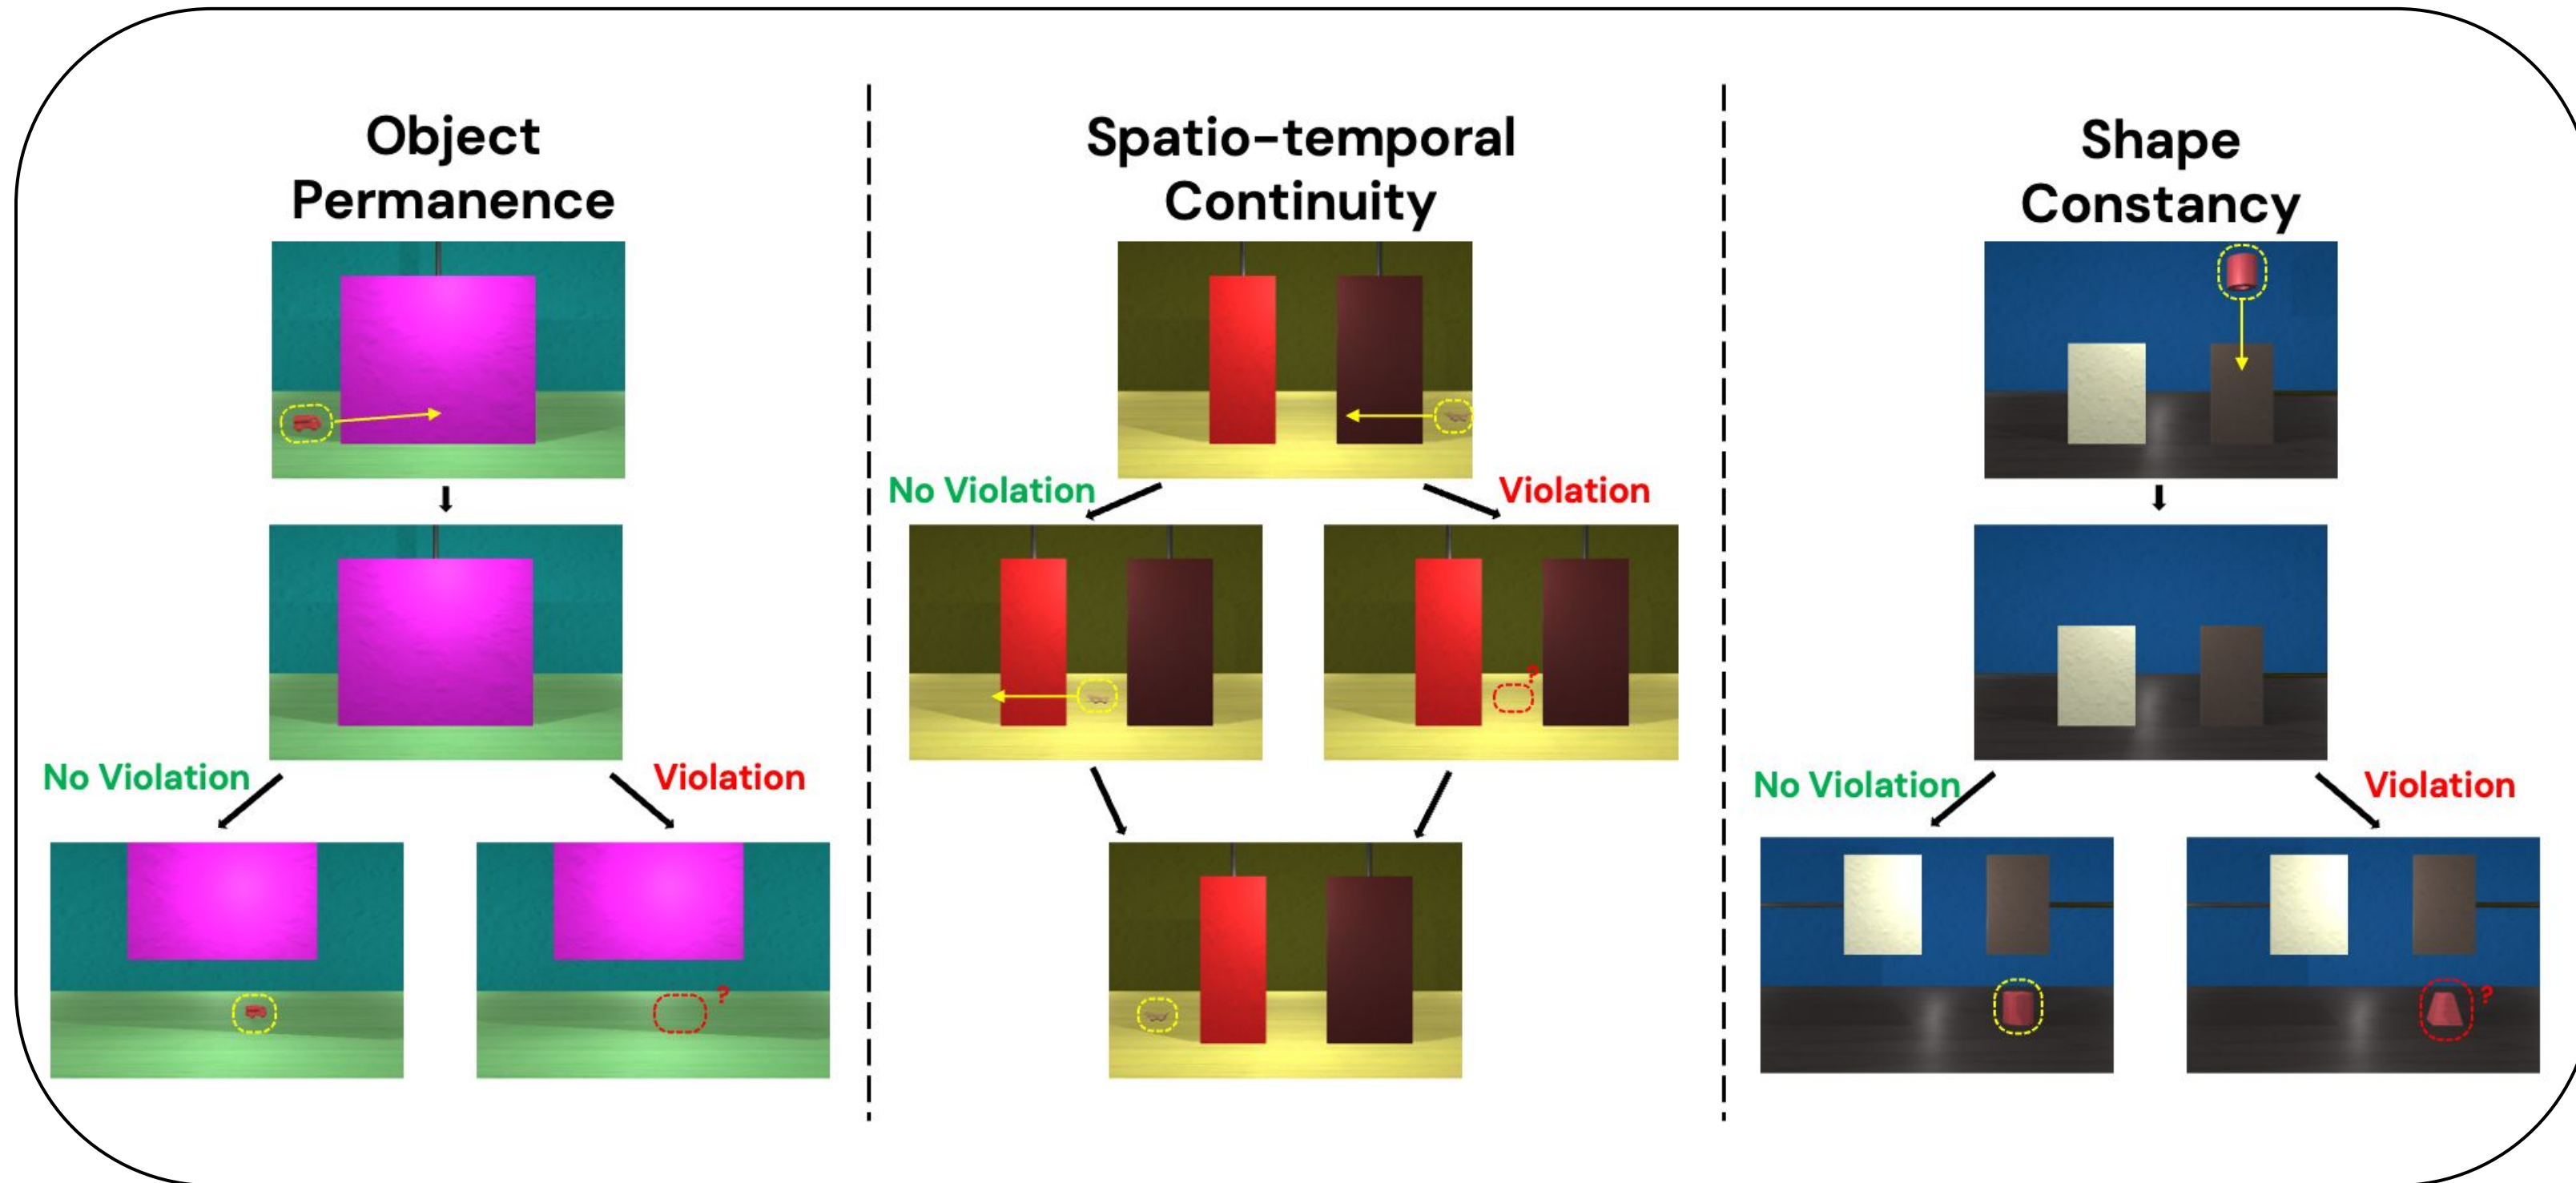 Object
Permanence
No Violation
Violation
?
Spatio-temporal
Continuity
No Violation
Violation
?
Shape
Constancy
No Violation
Violation
?